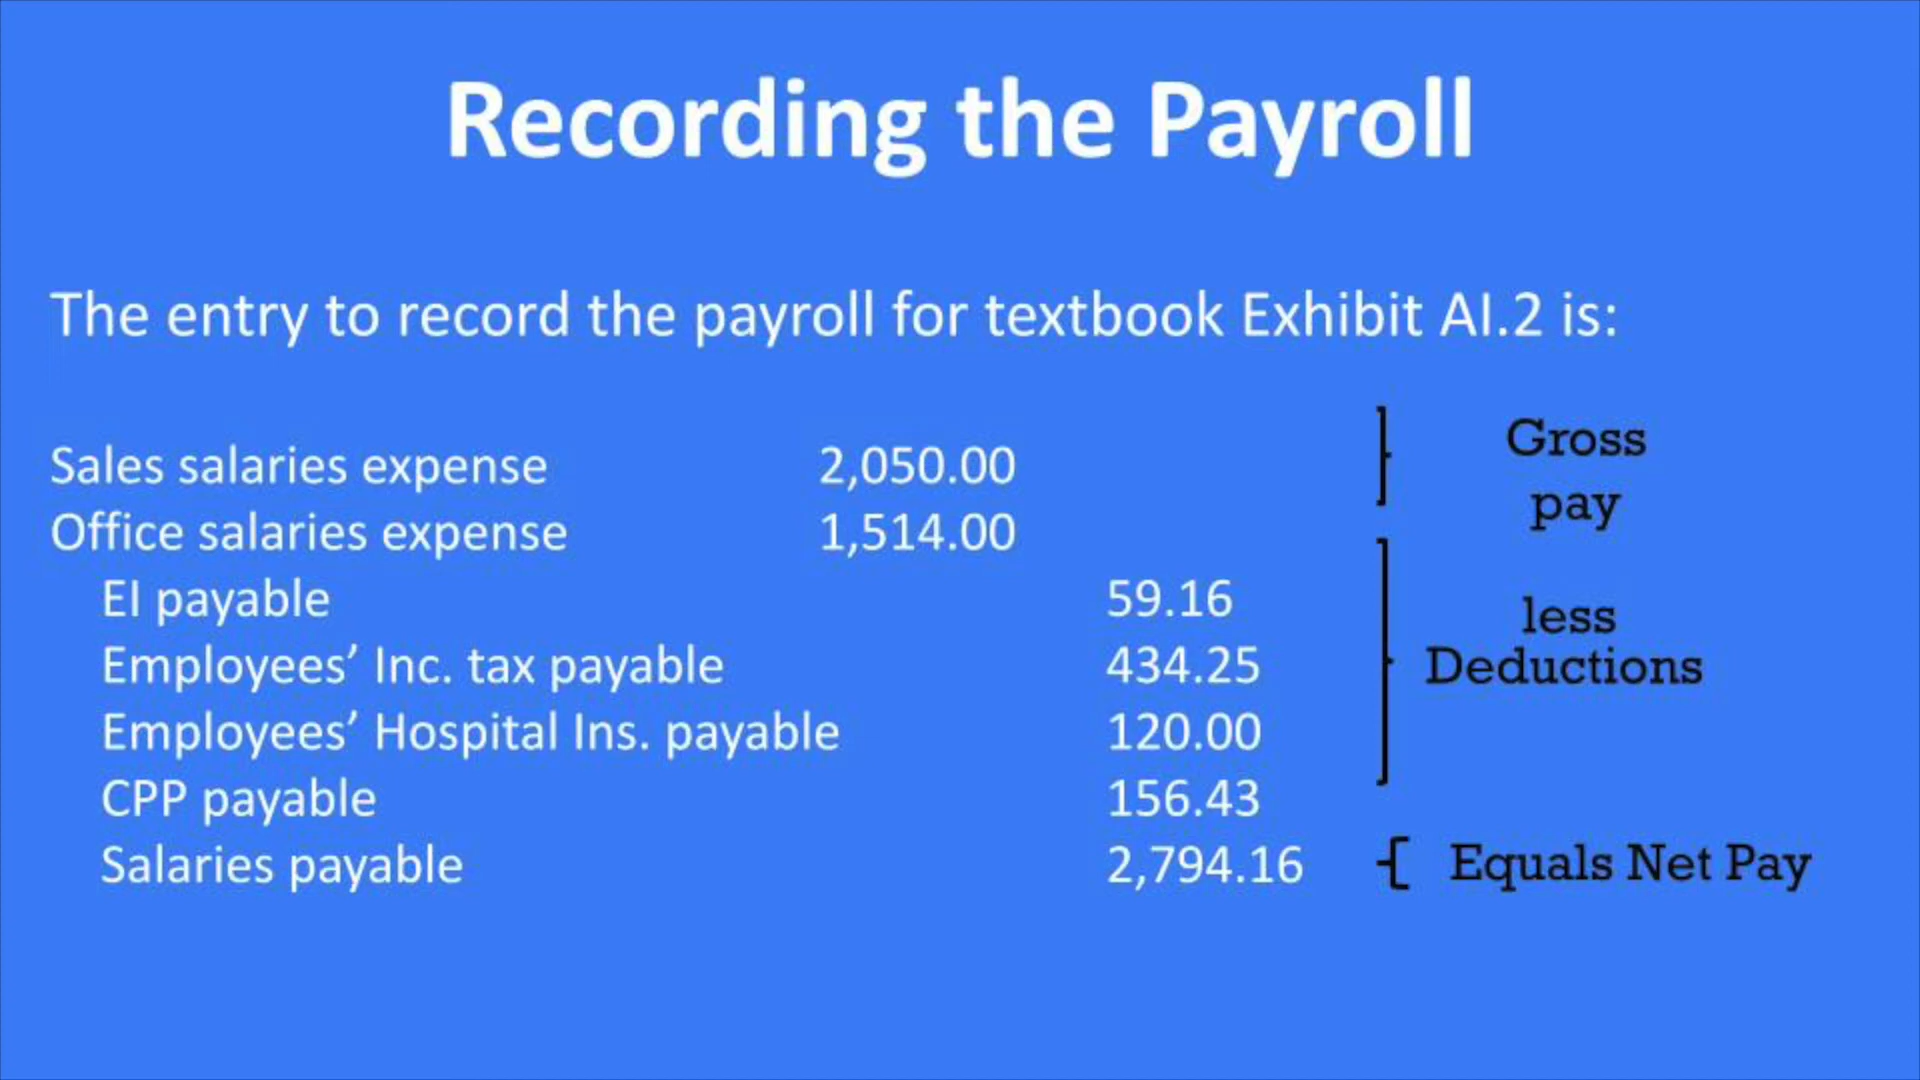 Recording the Payroll
The entry to record the payroll for textbook Exhibit AI.2 is:
Sales salaries expense 2,050.00
Office salaries expense 1,514.00
EI payable 59.16
Employees’ Inc. tax payable 434.25
Employees’ Hospital Ins. payable 120.00
CPP payable 156.43
Salaries payable 2,794.16
Gross
pay
less
Deductions
Equals Net Pay